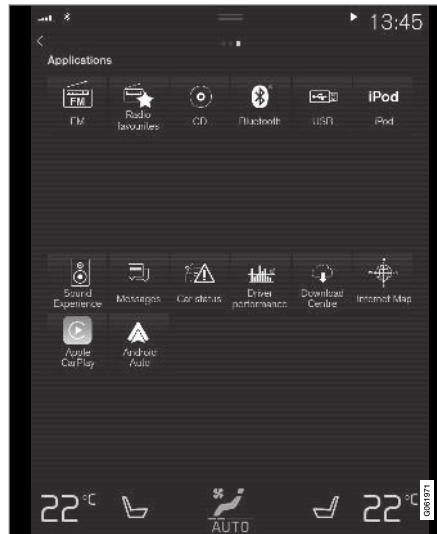 13:45
Applications
FM
iPod
FM
Radio
favourites
CD
Bluetooth
USB
iPod
Sound
Experience
Messages
Car status
Driver
performance
Download
Centre
Internet Map
Apple
CarPlay
Android
Auto
22°C
AUTO
22°C
G061971